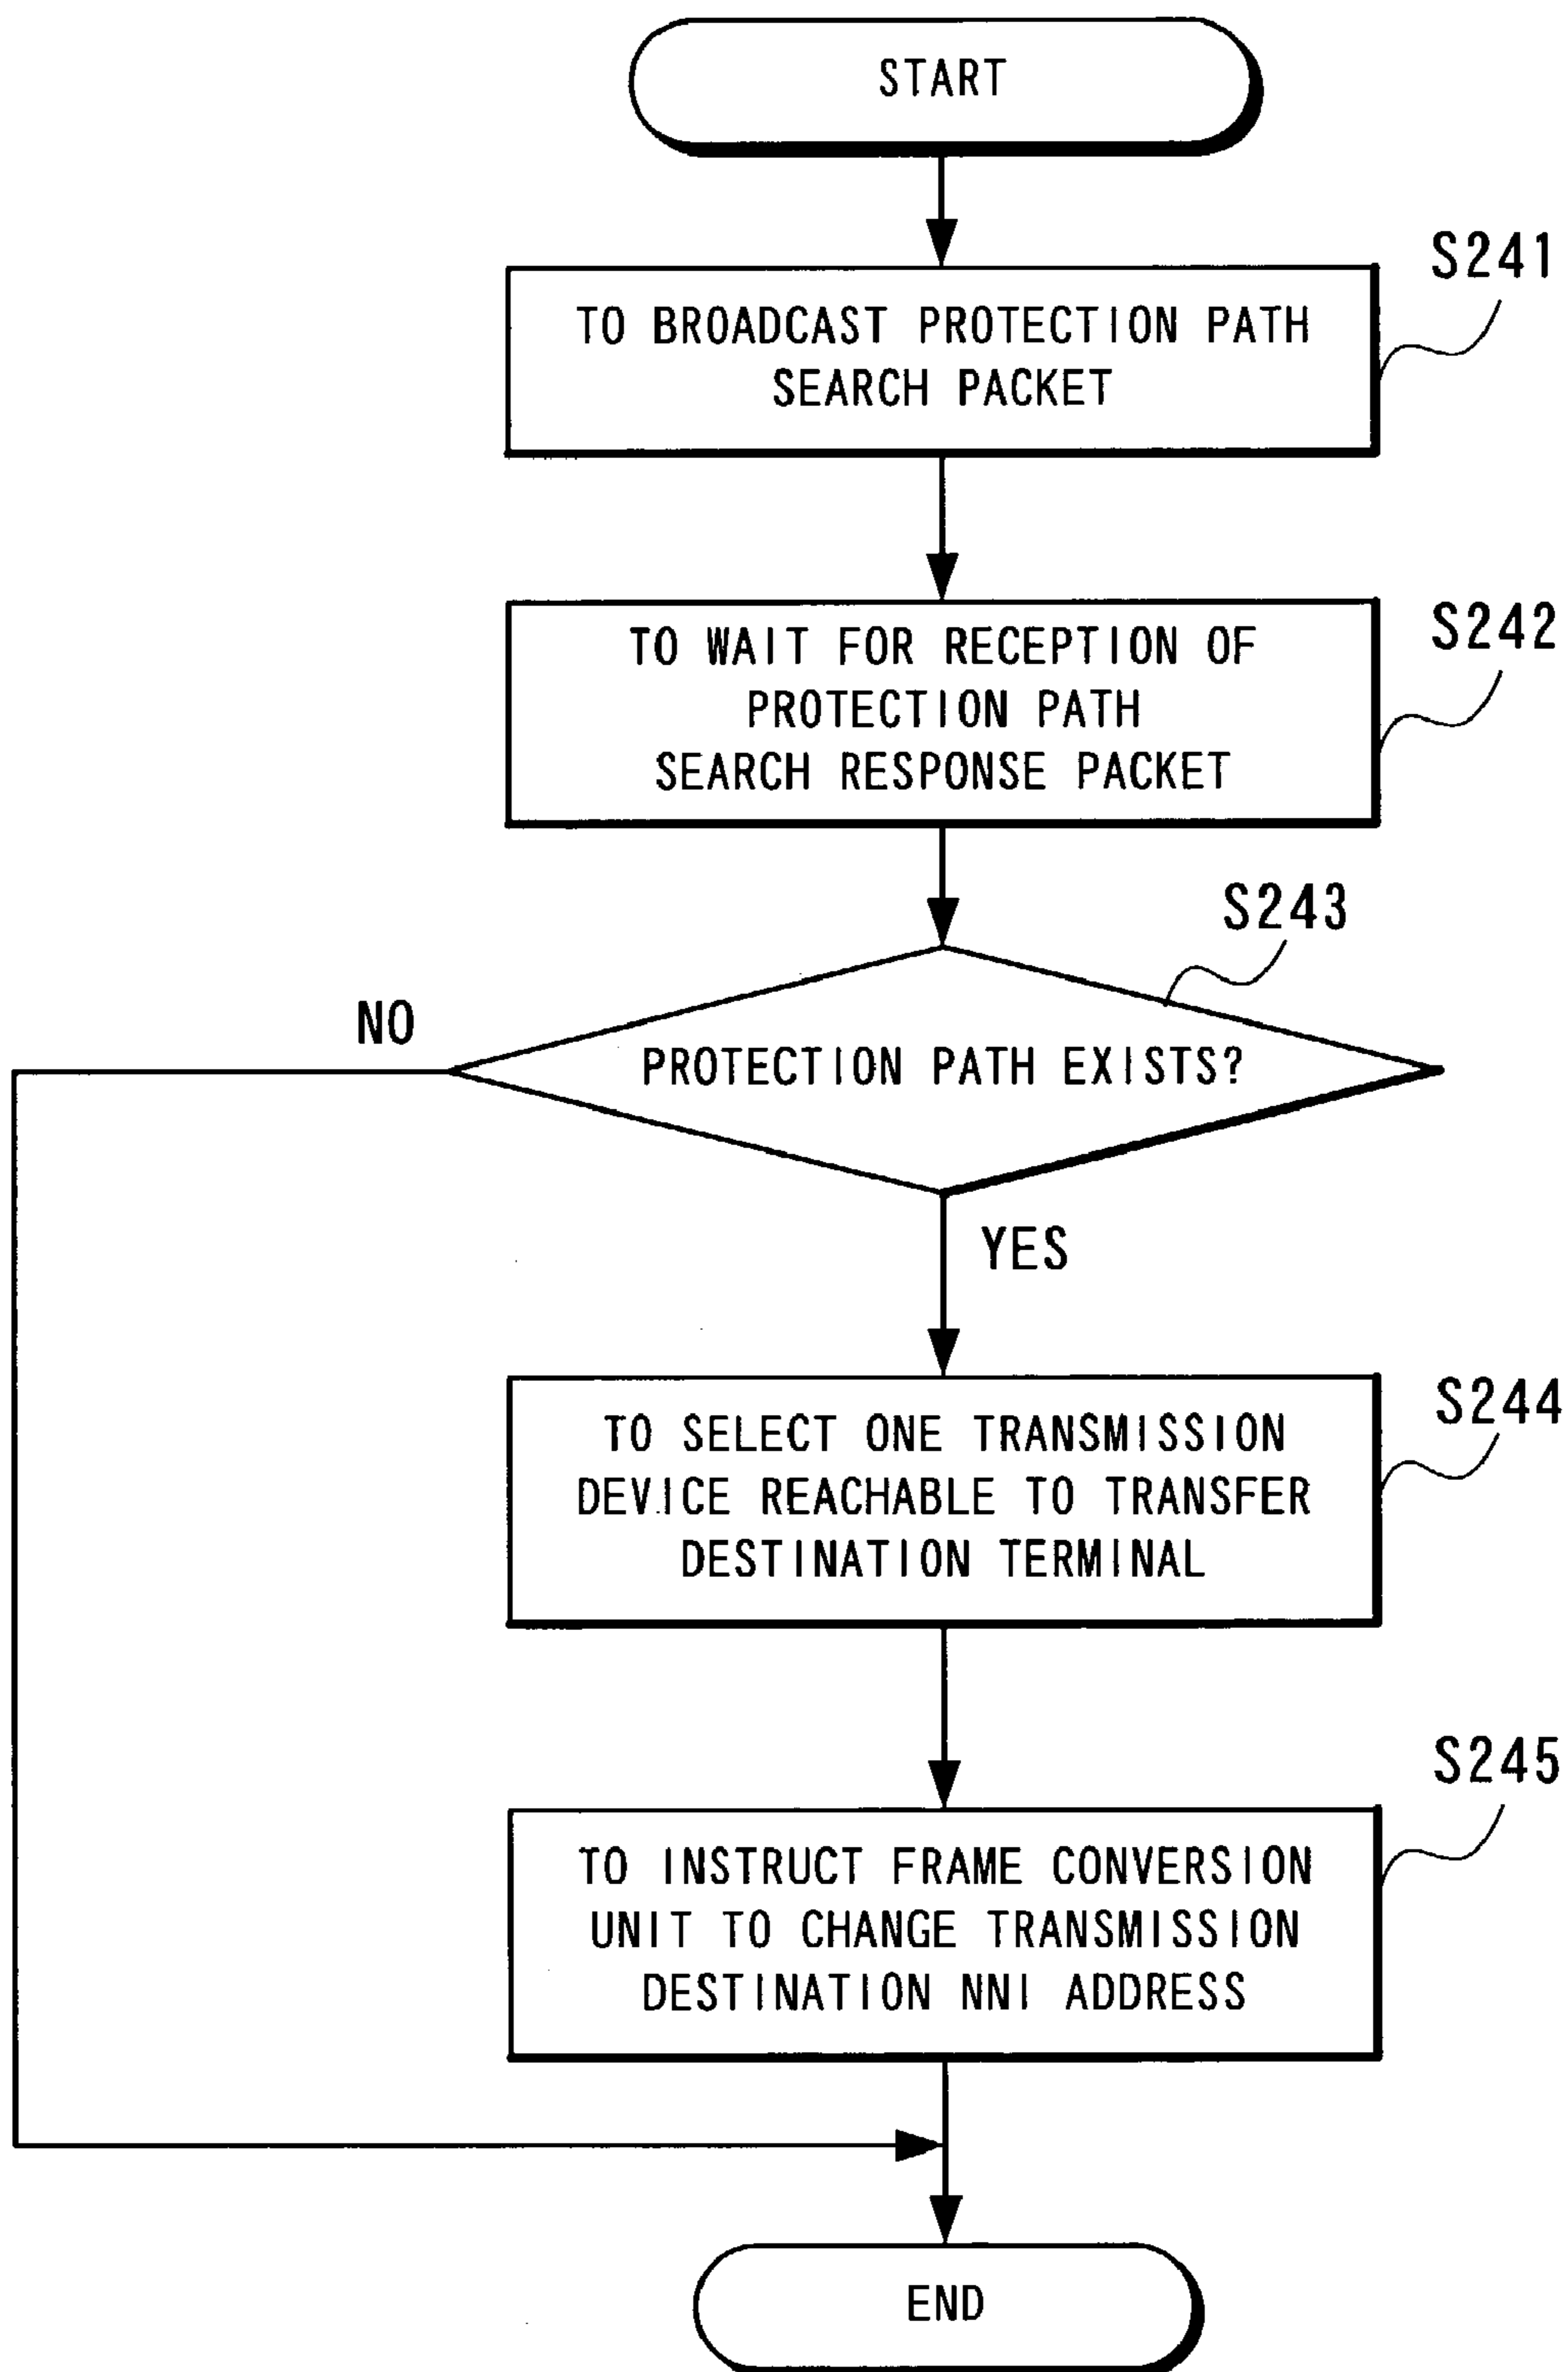 START
S241
TO BROADCAST PROTECTION PATH
SEARCH PACKET
S242
TO WAIT FOR RECEPTION OF
PROTECTION PATH
SEARCH RESPONSE PACKET
S243
NO
PROTECTION PATH EXISTS?
YES
S244
TO SELECT ONE TRANSMISSION
DEVICE REACHABLE TO TRANSFER
DESTINATION TERMINAL
S245
TO INSTRUCT FRAME CONVERSION
UNIT TO CHANGE TRANSMISSION
DESTINATION NNI ADDRESS
END